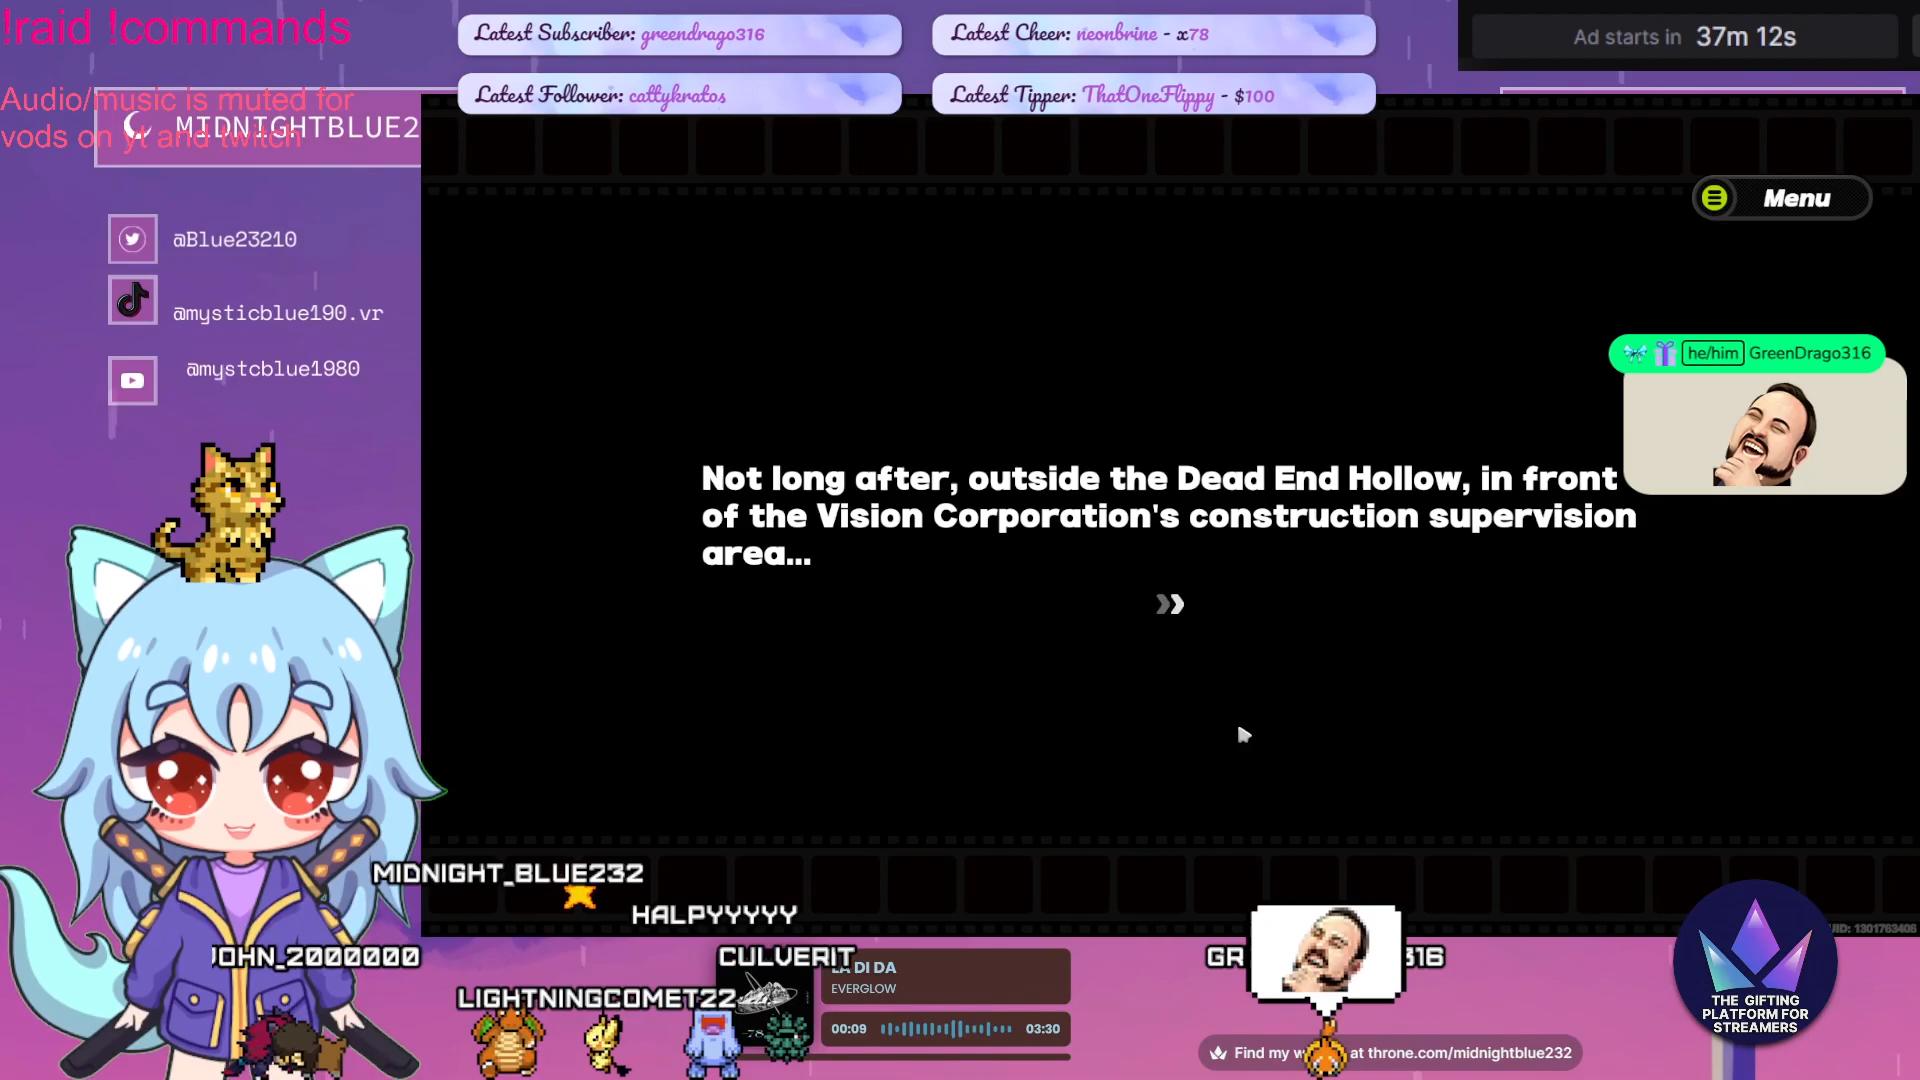 !raid !commands
Latest Subscriber: greendrago316
Latest Cheer: neonbrine - x78
Ad starts in 37m 12s
Latest Follower: cattykratos
Latest Tipper: ThatOneFlippy - $100
Audio/music is muted for
vods on yt and twitch
MIDNIGHTBLUE2
Menu
@Blue23210
@mysticblue190.vr
@mystcblue1980
he/him GreenDrago316
Not long after, outside the Dead End Hollow, in front
of the Vision Corporation's construction supervision
area...
MIDNIGHT_BLUE232
HALPYYYYY
JOHN_2000000
CULVERIT
GR
316
UID: 1301763406
LA DI DA
EVERGLOW
LIGHTNINGCOMET22
00:09
03:30
THE GIFTING
PLATFORM FOR
STREAMERS
Find my w
at throne.com/midnightblue232